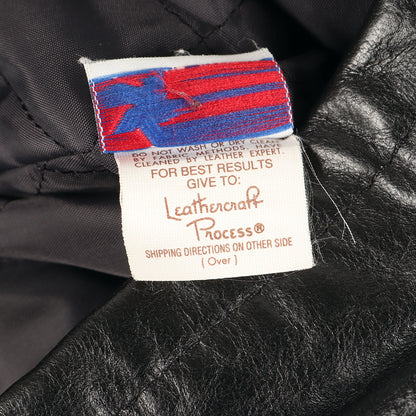 DO NOT WASH OR DRY CLEAN
BY FABRIC METHODS. HAVE
CLEANED BY LEATHER EXPERT.
FOR BEST RESULTS
GIVE TO:
Leathercraft
Process®
SHIPPING DIRECTIONS ON OTHER SIDE
(Over)